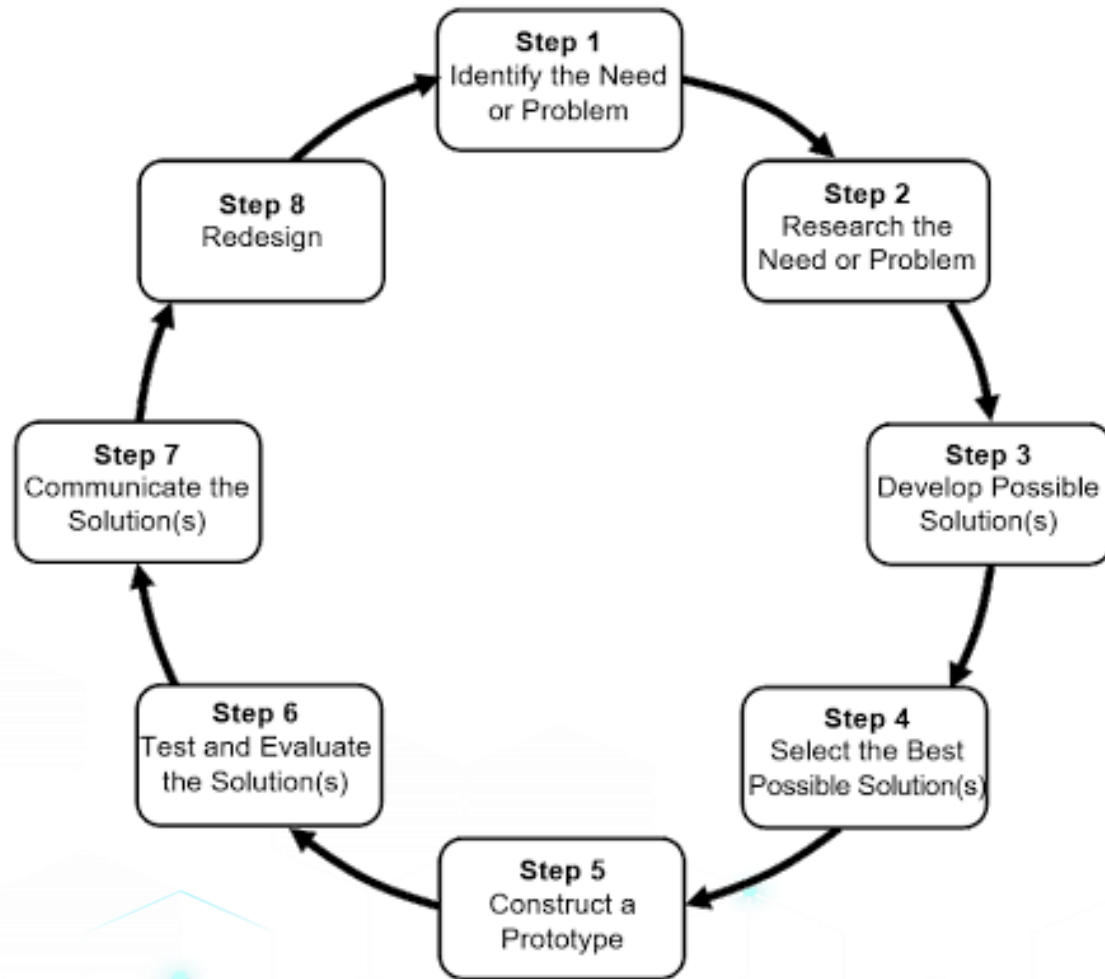 Step 1
Identify the Need
or Problem
Step 2
Research the
Need or Problem
Step 3
Develop Possible
Solution(s)
Step 4
Select the Best
Possible Solution(s)
Step 5
Construct a
Prototype
Step 6
Test and Evaluate
the Solution(s)
Step 7
Communicate the
Solution(s)
Step 8
Redesign